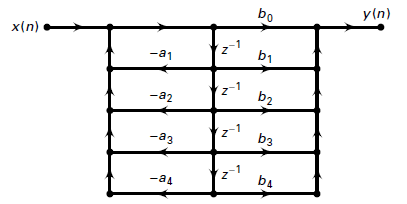 x(n) b₀ y(n)
−a₁ z⁻¹ b₁
−a₂ z⁻¹ b₂
−a₃ z⁻¹ b₃
−a₄ z⁻¹ b₄